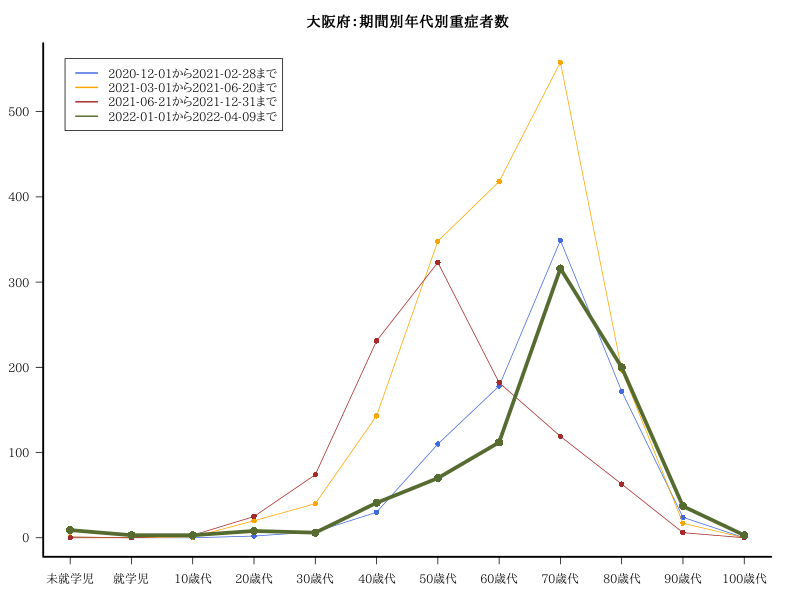 大阪府：期間別年代別重症者数
2020-12-01から2021-02-28まで
2021-03-01から2021-06-20まで
2021-06-21から2021-12-31まで
2022-01-01から2022-04-09まで
500
400
300
200
100
0
未就学児 就学児 10歳代 20歳代 30歳代 40歳代 50歳代 60歳代 70歳代 80歳代 90歳代 100歳代